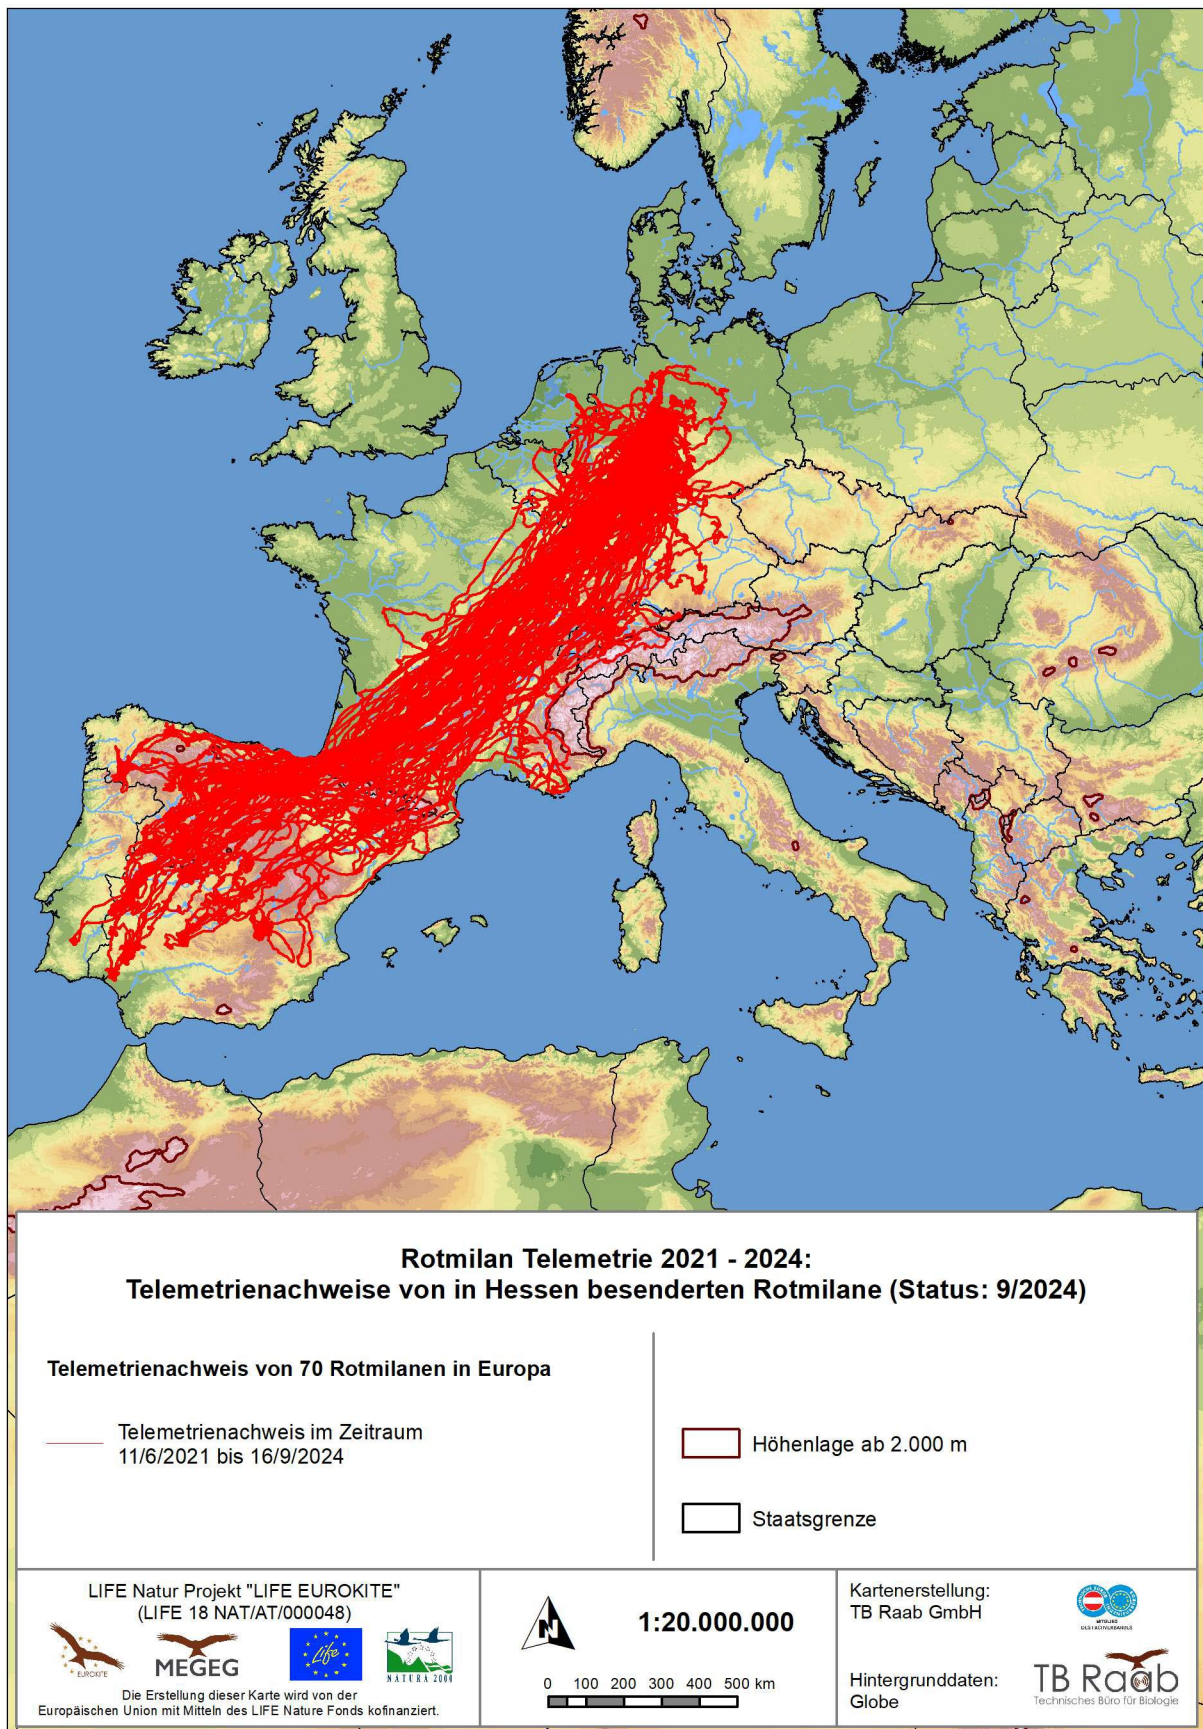 Rotmilan Telemetrie 2021 - 2024:
Telemetrienachweise von in Hessen besenderten Rotmilane (Status: 9/2024)
Telemetrienachweis von 70 Rotmilanen in Europa
Telemetrienachweis im Zeitraum
11/6/2021 bis 16/9/2024
Höhenlage ab 2.000 m
Staatsgrenze
LIFE Natur Projekt "LIFE EUROKITE"
(LIFE 18 NAT/AT/000048)
EUROKITE
MEGEG
Life
NATURA 2000
Die Erstellung dieser Karte wird von der
Europäischen Union mit Mitteln des LIFE Nature Fonds kofinanziert.
N
1:20.000.000
0 100 200 300 400 500 km
Kartenerstellung:
TB Raab GmbH
MITGLIED
DES FACHVERBANDES
Hintergrunddaten:
Globe
TB Raab
Technisches Büro für Biologie